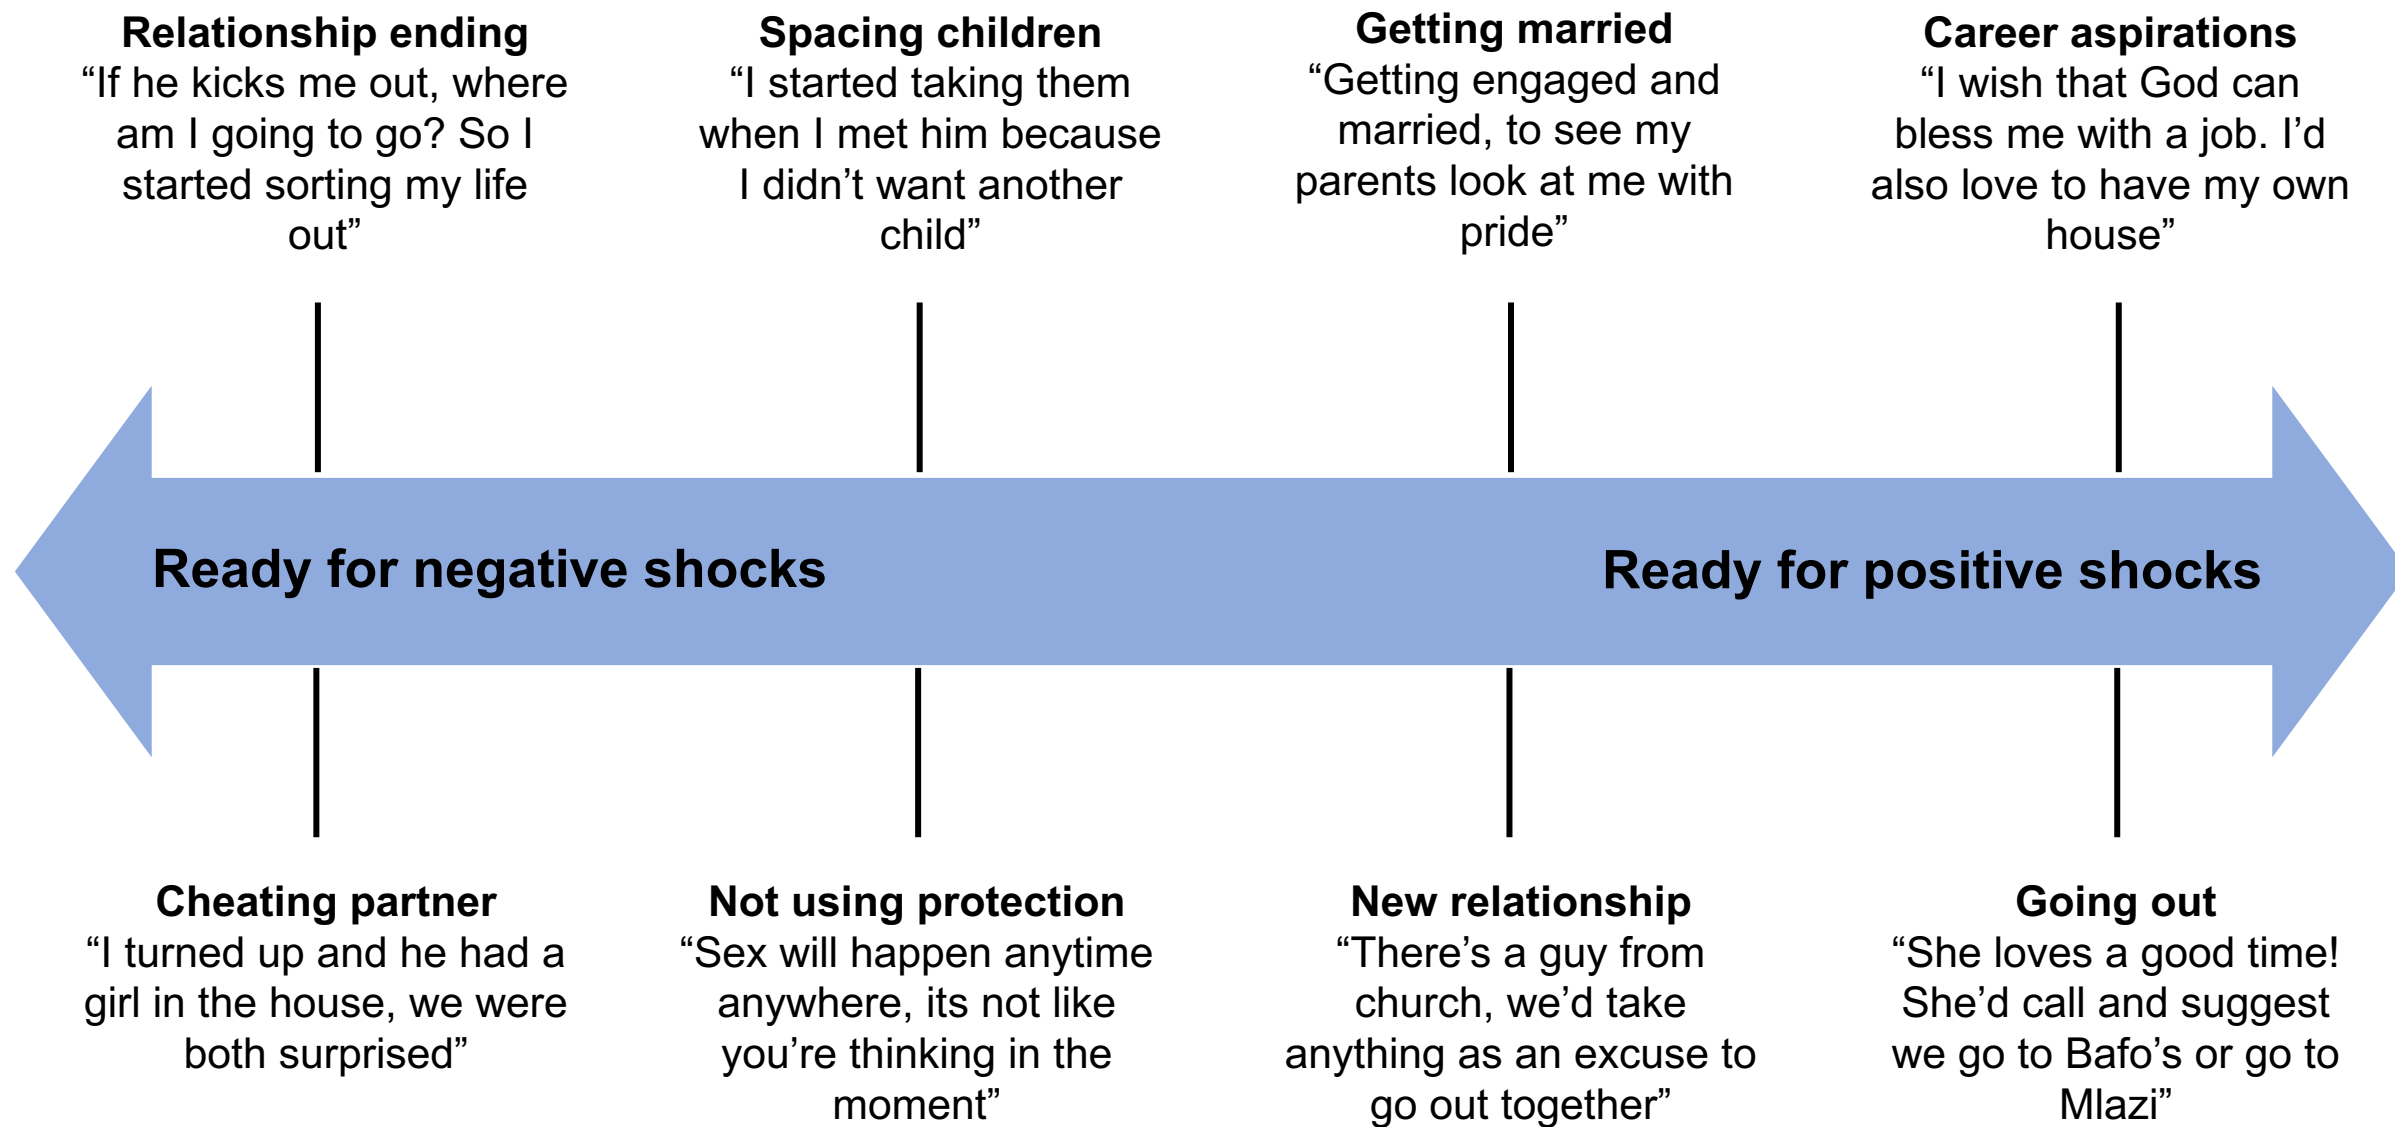 Relationship ending
“If he kicks me out, where
am I going to go? So I
started sorting my life
out”
Spacing children
“I started taking them
when I met him because
I didn’t want another
child”
Getting married
“Getting engaged and
married, to see my
parents look at me with
pride”
Career aspirations
“I wish that God can
bless me with a job. I’d
also love to have my own
house”
Ready for negative shocks
Ready for positive shocks
Cheating partner
“I turned up and he had a
girl in the house, we were
both surprised”
Not using protection
“Sex will happen anytime
anywhere, its not like
you’re thinking in the
moment”
New relationship
“There’s a guy from
church, we’d take
anything as an excuse to
go out together”
Going out
“She loves a good time!
She’d call and suggest
we go to Bafo’s or go to
Mlazi”